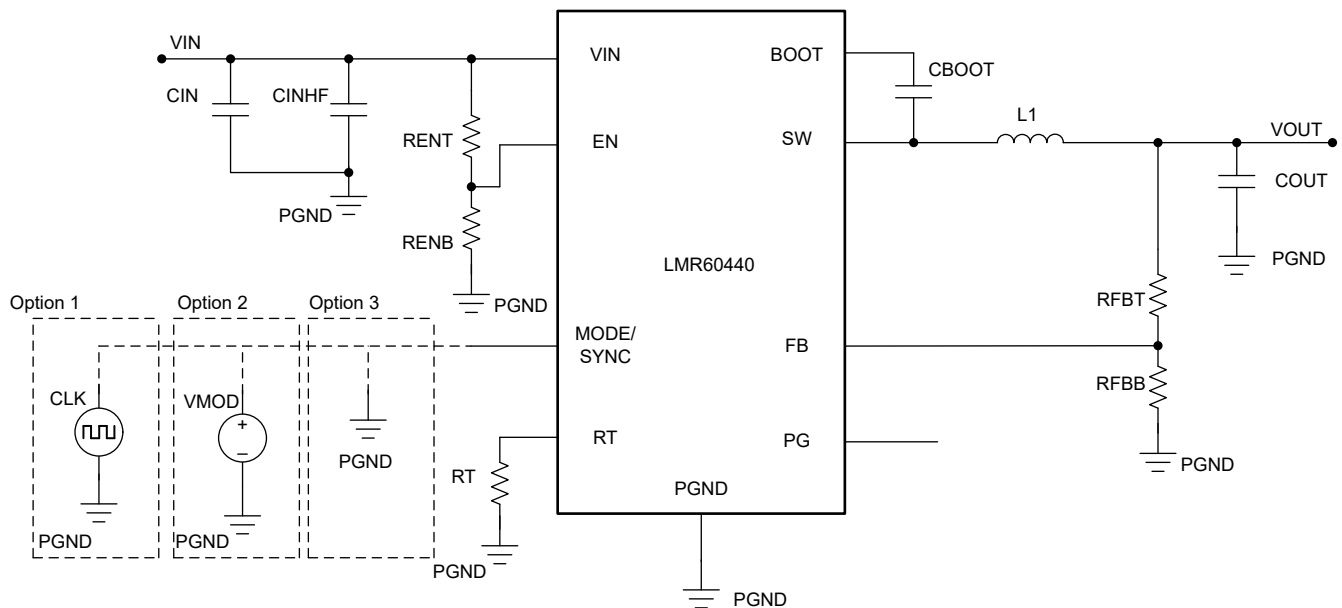 VIN
VIN
BOOT
CBOOT
CIN
CINHF
L1
VOUT
RENT
EN
SW
COUT
PGND
RENB
PGND
LMR60440
PGND
RFBT
Option 1
Option 2
Option 3
MODE/
SYNC
FB
RFBB
CLK
VMOD
+
−
PGND
RT
PG
RT
PGND
PGND
PGND
PGND
PGND
PGND